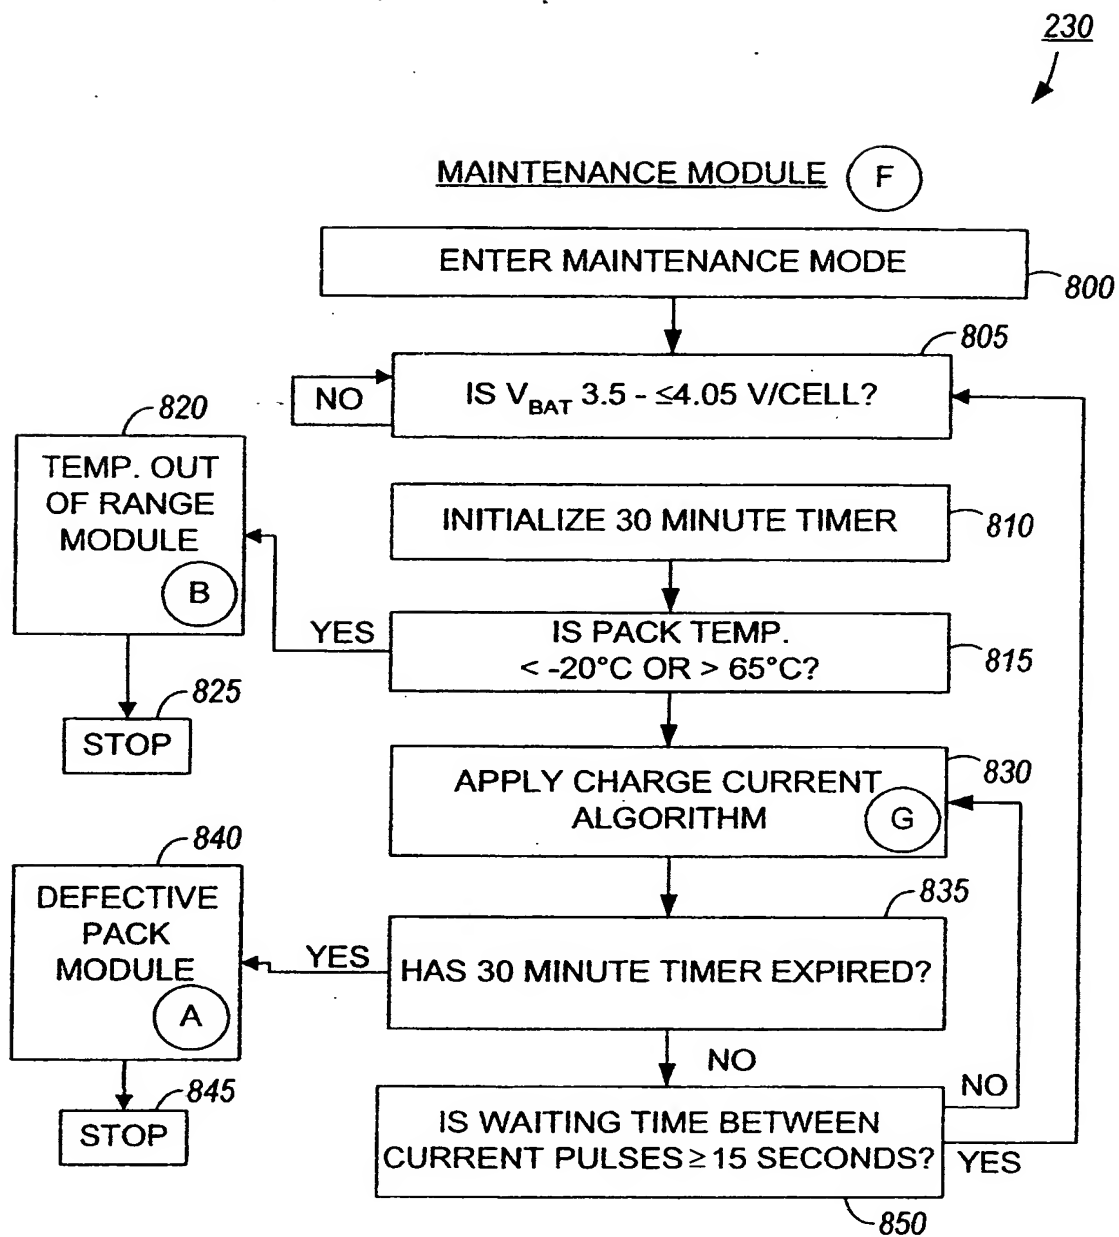 230
MAINTENANCE MODULE F
ENTER MAINTENANCE MODE
800
805
IS VBAT 3.5 - ≤4.05 V/CELL?
NO
820
TEMP. OUT
OF RANGE
MODULE
B
INITIALIZE 30 MINUTE TIMER
810
YES
IS PACK TEMP.
< -20°C OR > 65°C?
815
825
STOP
830
APPLY CHARGE CURRENT
ALGORITHM
G
840
DEFECTIVE
PACK
MODULE
A
YES
835
HAS 30 MINUTE TIMER EXPIRED?
NO
845
STOP
IS WAITING TIME BETWEEN
CURRENT PULSES ≥ 15 SECONDS?
NO
YES
850